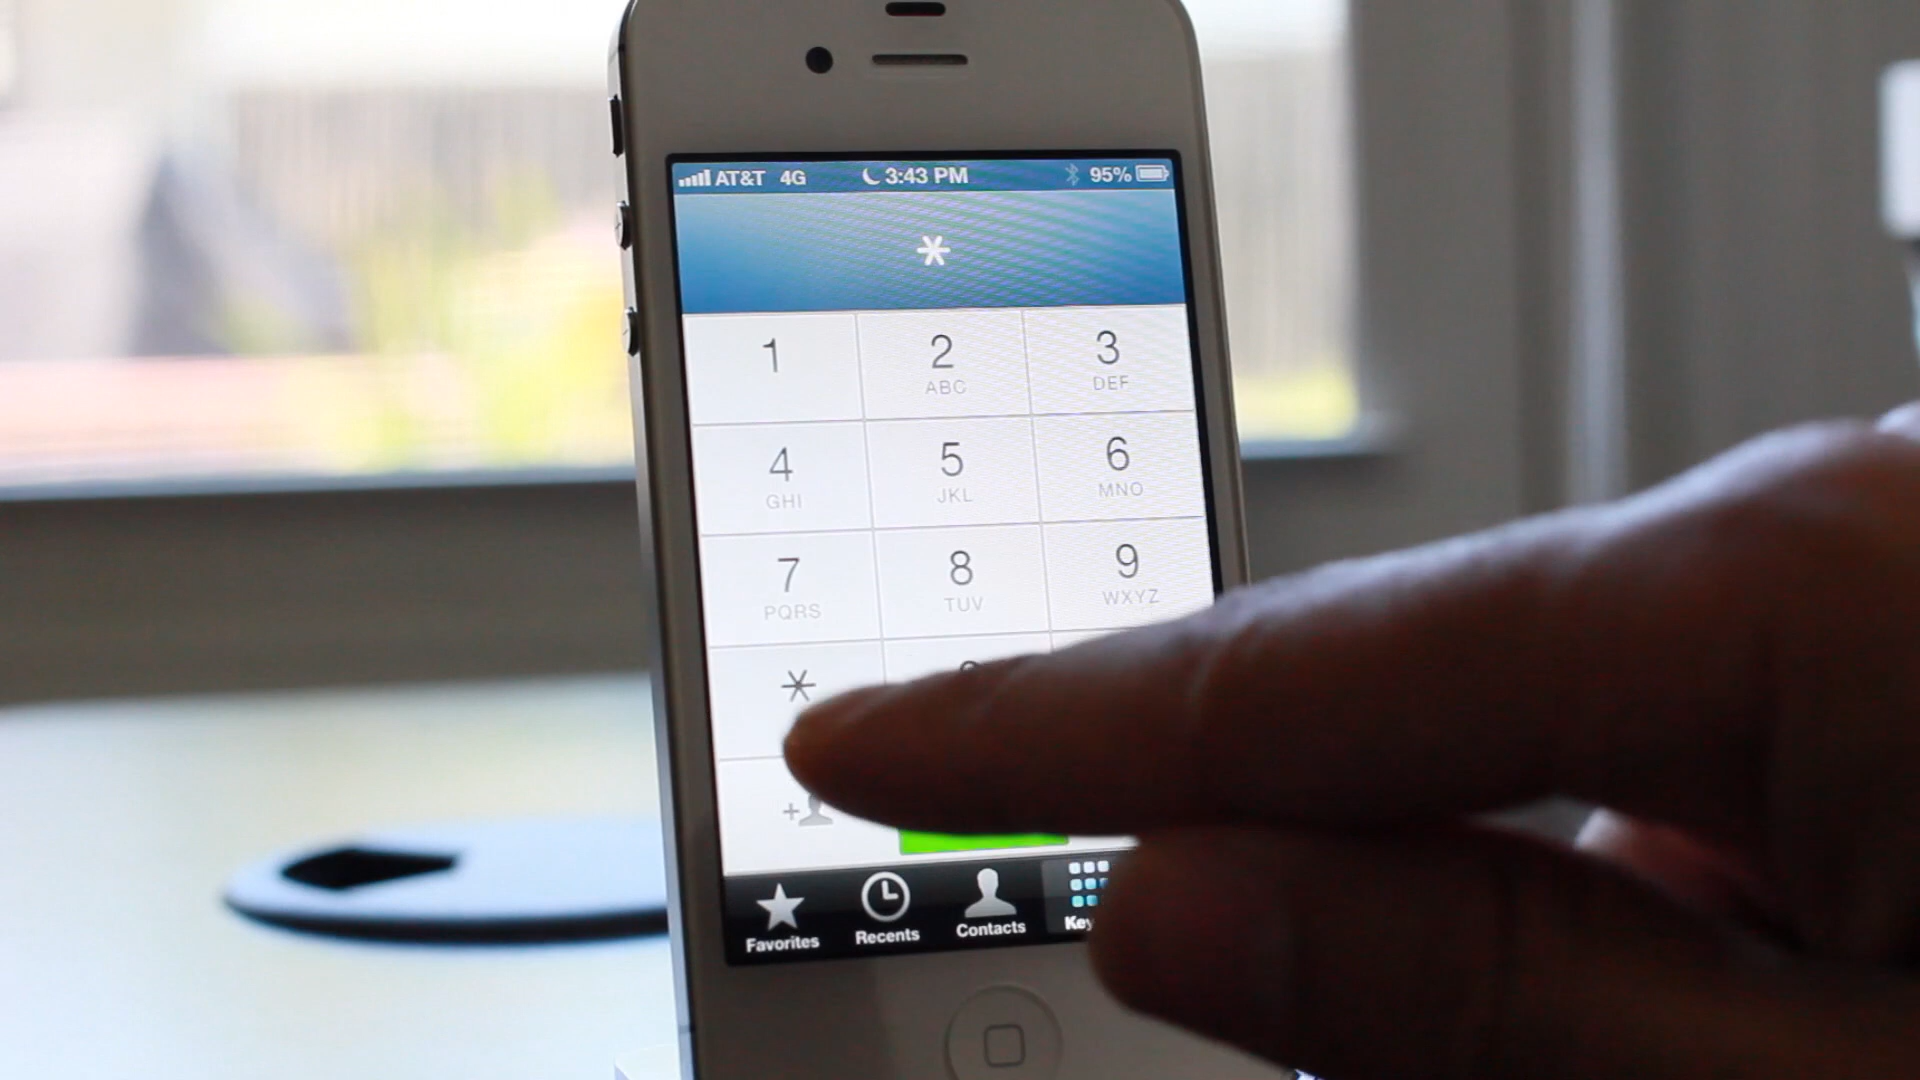 AT&T 4G 3:43 PM 95%
*
1 2 3
ABC DEF
4 5 6
GHI JKL MNO
7 8 9
PQRS TUV WXYZ
*
+
Favorites Recents Contacts